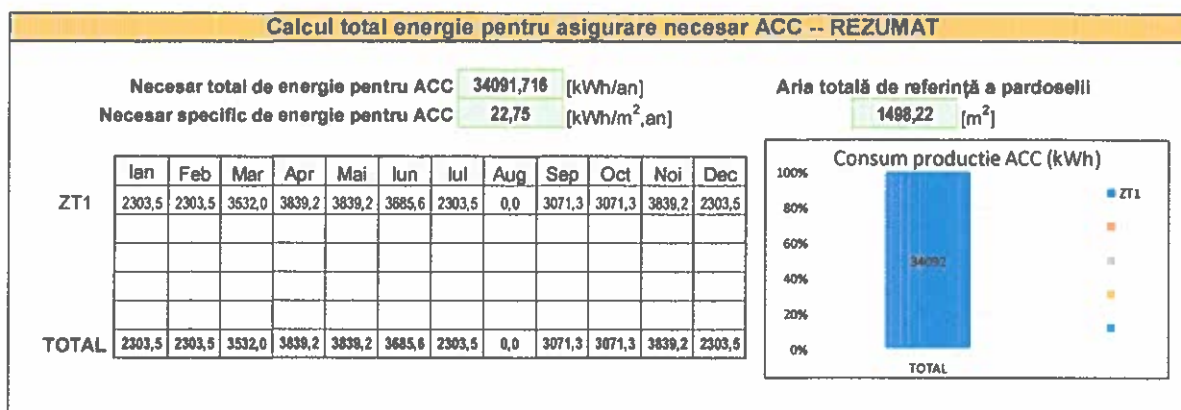 Calcul total energie pentru asigurare necesar ACC -- REZUMAT
Necesar total de energie pentru ACC 34091,716 [kWh/an]
Necesar specific de energie pentru ACC 22,75 [kWh/m²,an]
Aria totală de referință a pardoselii
1498,22 [m²]
Ian Feb Mar Apr Mai Iun Iul Aug Sep Oct Noi Dec
ZT1 2303,5 2303,5 3532,0 3839,2 3839,2 3685,6 2303,5 0,0 3071,3 3071,3 3839,2 2303,5
TOTAL 2303,5 2303,5 3532,0 3839,2 3839,2 3685,6 2303,5 0,0 3071,3 3071,3 3839,2 2303,5
Consum productie ACC (kWh)
100%
80%
60%
40%
20%
0%
34092
TOTAL
ZT1